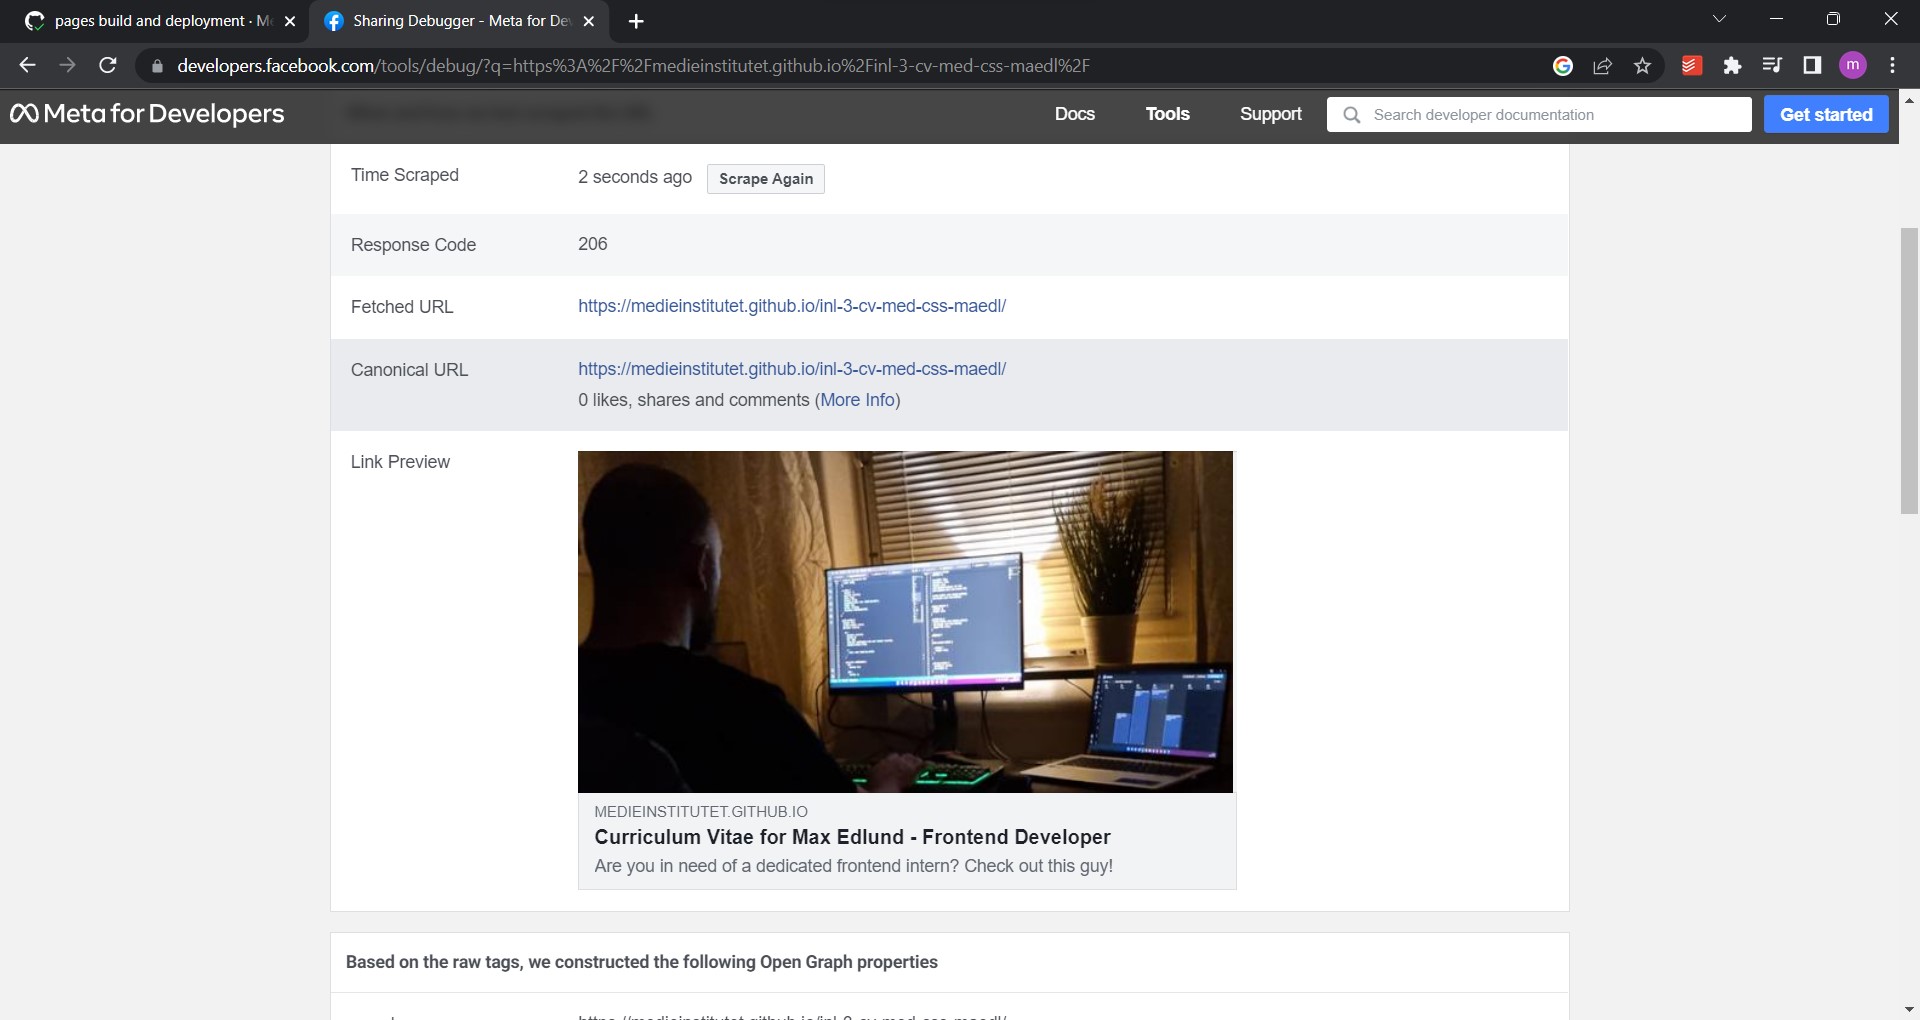 pages build and deployment · M
Sharing Debugger - Meta for De
developers.facebook.com/tools/debug/?q=https%3A%2F%2Fmedieinstitutet.github.io%2Finl-3-cv-med-css-maedl%2F
m
Meta for Developers
Docs
Tools
Support
Search developer documentation
Get started
Time Scraped
2 seconds ago
Scrape Again
Response Code
206
Fetched URL
https://medieinstitutet.github.io/inl-3-cv-med-css-maedl/
Canonical URL
https://medieinstitutet.github.io/inl-3-cv-med-css-maedl/
0 likes, shares and comments (More Info)
Link Preview
MEDIEINSTITUTET.GITHUB.IO
Curriculum Vitae for Max Edlund - Frontend Developer
Are you in need of a dedicated frontend intern? Check out this guy!
Based on the raw tags, we constructed the following Open Graph properties